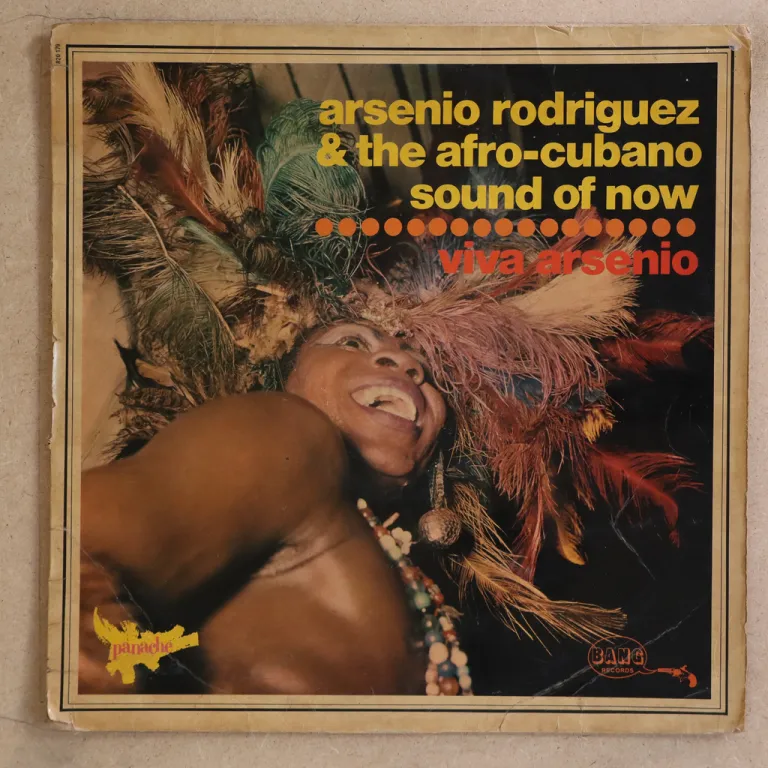 arsenio rodriguez
& the afro-cubano
sound of now
viva arsenio
panache
BANG
RECORDS